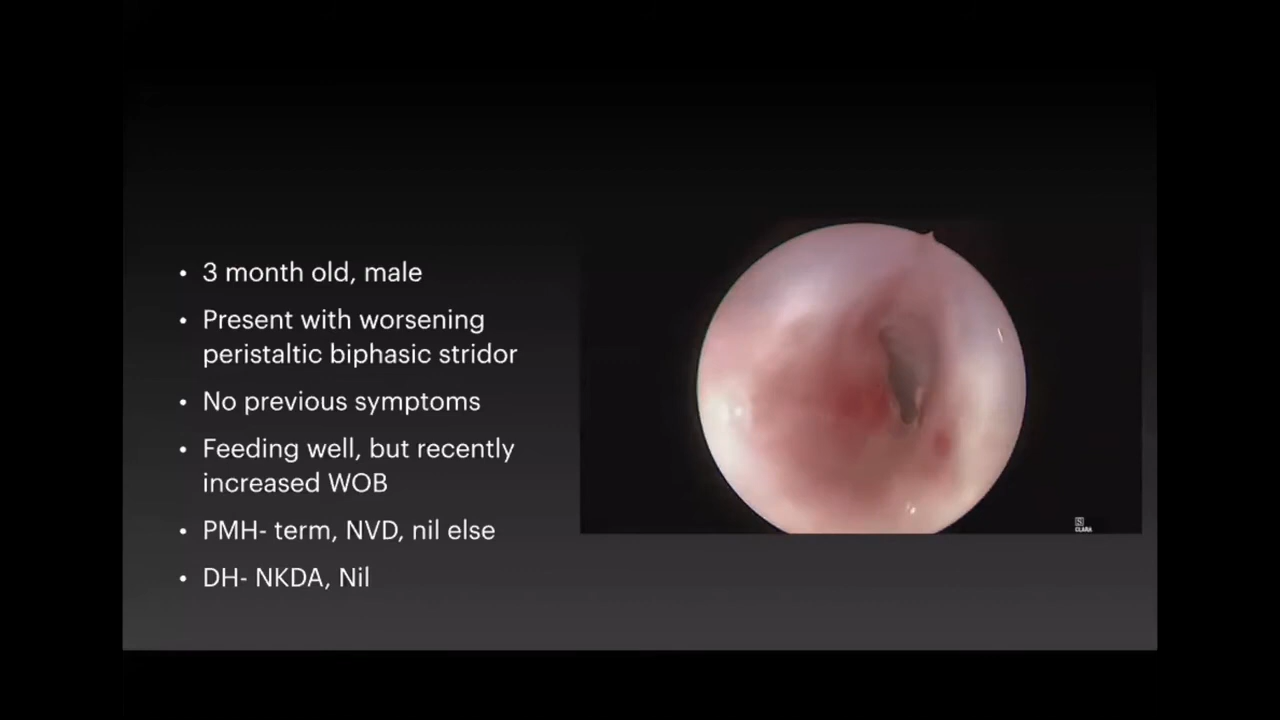 • 3 month old, male
• Present with worsening
peristaltic biphasic stridor
• No previous symptoms
• Feeding well, but recently
increased WOB
• PMH- term, NVD, nil else
• DH- NKDA, Nil
S
CLARA